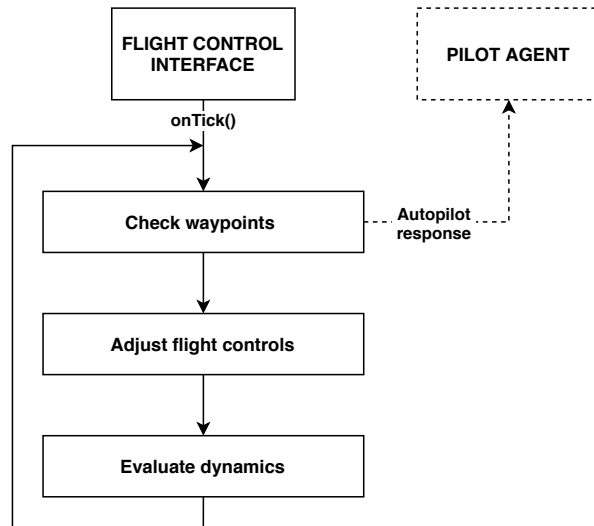 FLIGHT CONTROL
INTERFACE
PILOT AGENT
onTick()
Check waypoints
Autopilot
response
Adjust flight controls
Evaluate dynamics